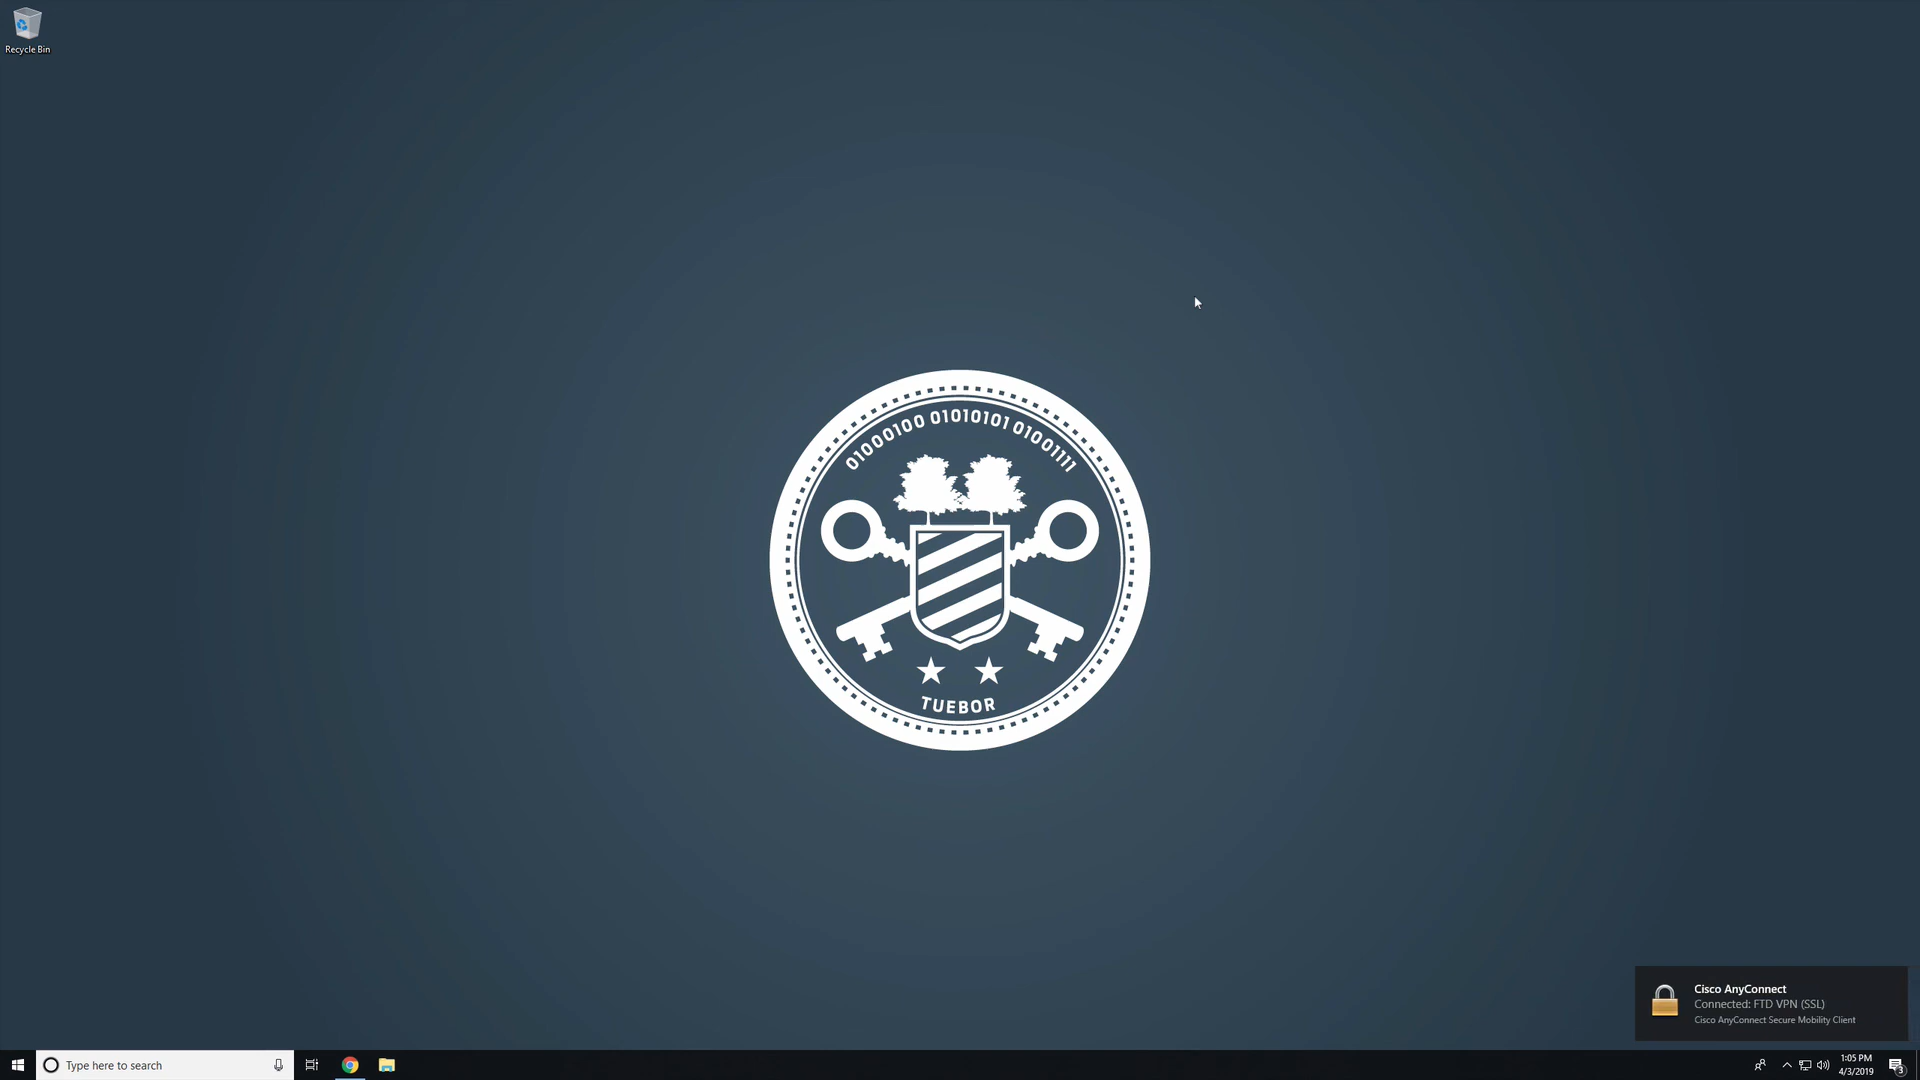 Recycle Bin
01000100 01010101 01001111
TUEBOR
Cisco AnyConnect
Connected: FTD VPN (SSL)
Cisco AnyConnect Secure Mobility Client
Type here to search
1:05 PM
4/3/2019
3